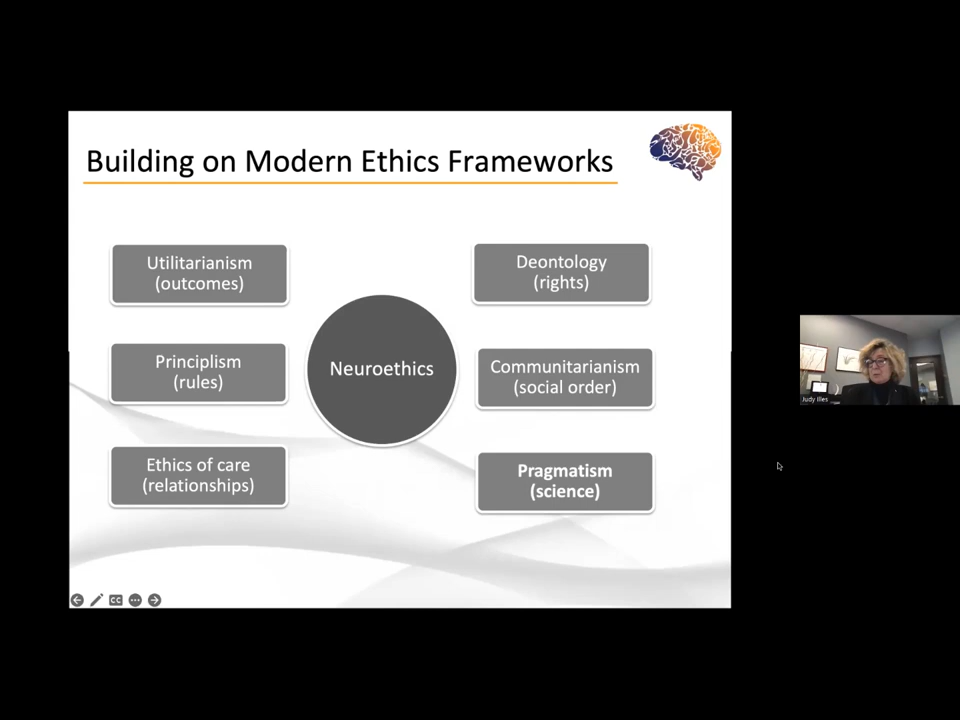 Building on Modern Ethics Frameworks
Utilitarianism
(outcomes)
Deontology
(rights)
Principlism
(rules)
Neuroethics
Communitarianism
(social order)
Ethics of care
(relationships)
Pragmatism
(science)
CC
Judy Illes